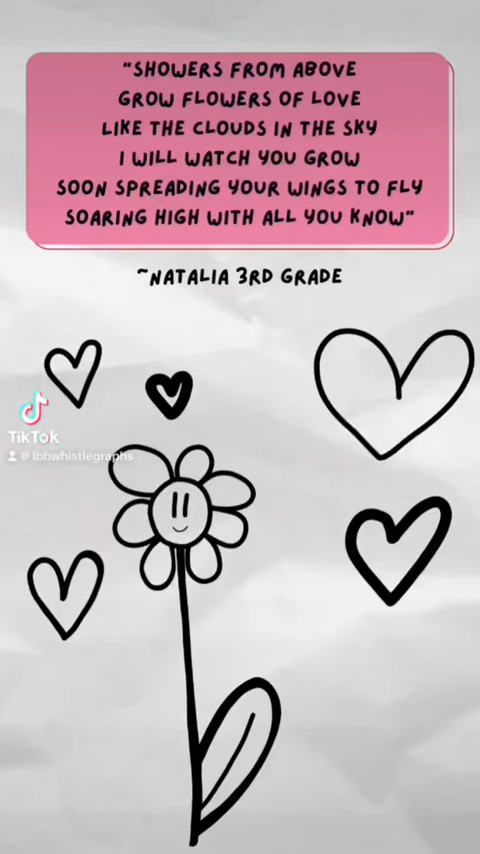 "SHOWERS FROM ABOVE
GROW FLOWERS OF LOVE
LIKE THE CLOUDS IN THE SKY
I WILL WATCH YOU GROW
SOON SPREADING YOUR WINGS TO FLY
SOARING HIGH WITH ALL YOU KNOW"
~NATALIA 3RD GRADE
TikTok
@lbbwhistlegraphs